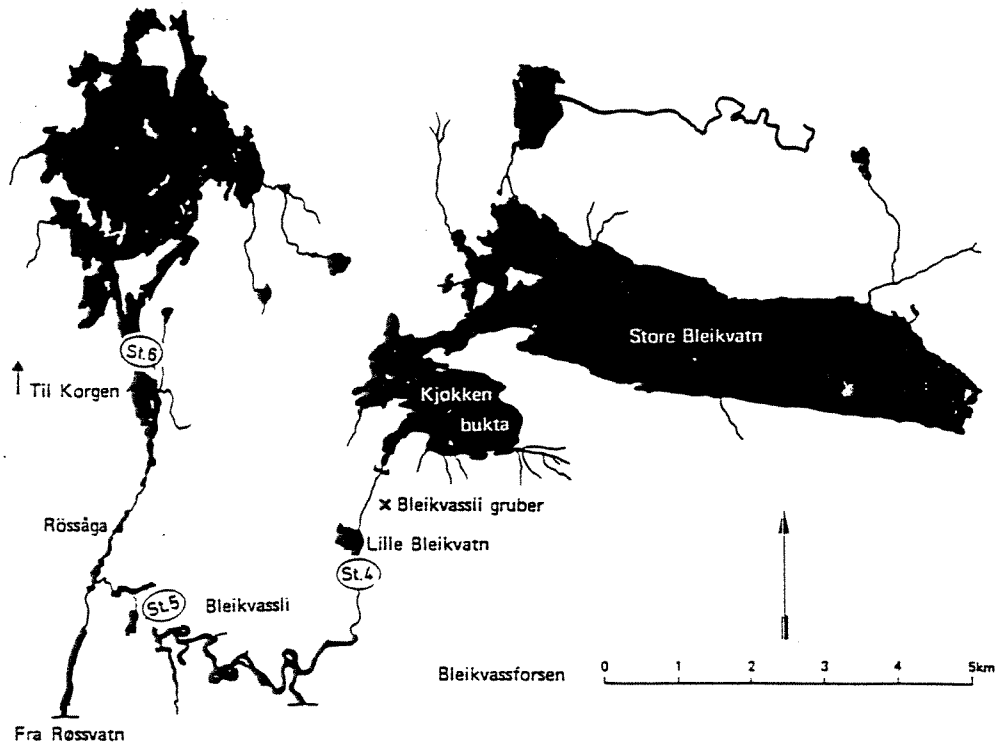 Store Bleikvatn
St.6
Til Korgen
Kjøkken
bukta
x Bleikvassli gruber
Rössåga
Lille Bleikvatn
St.4
St.5
Bleikvassli
Bleikvassforsen
0 1 2 3 4 5km
Fra Røssvatn